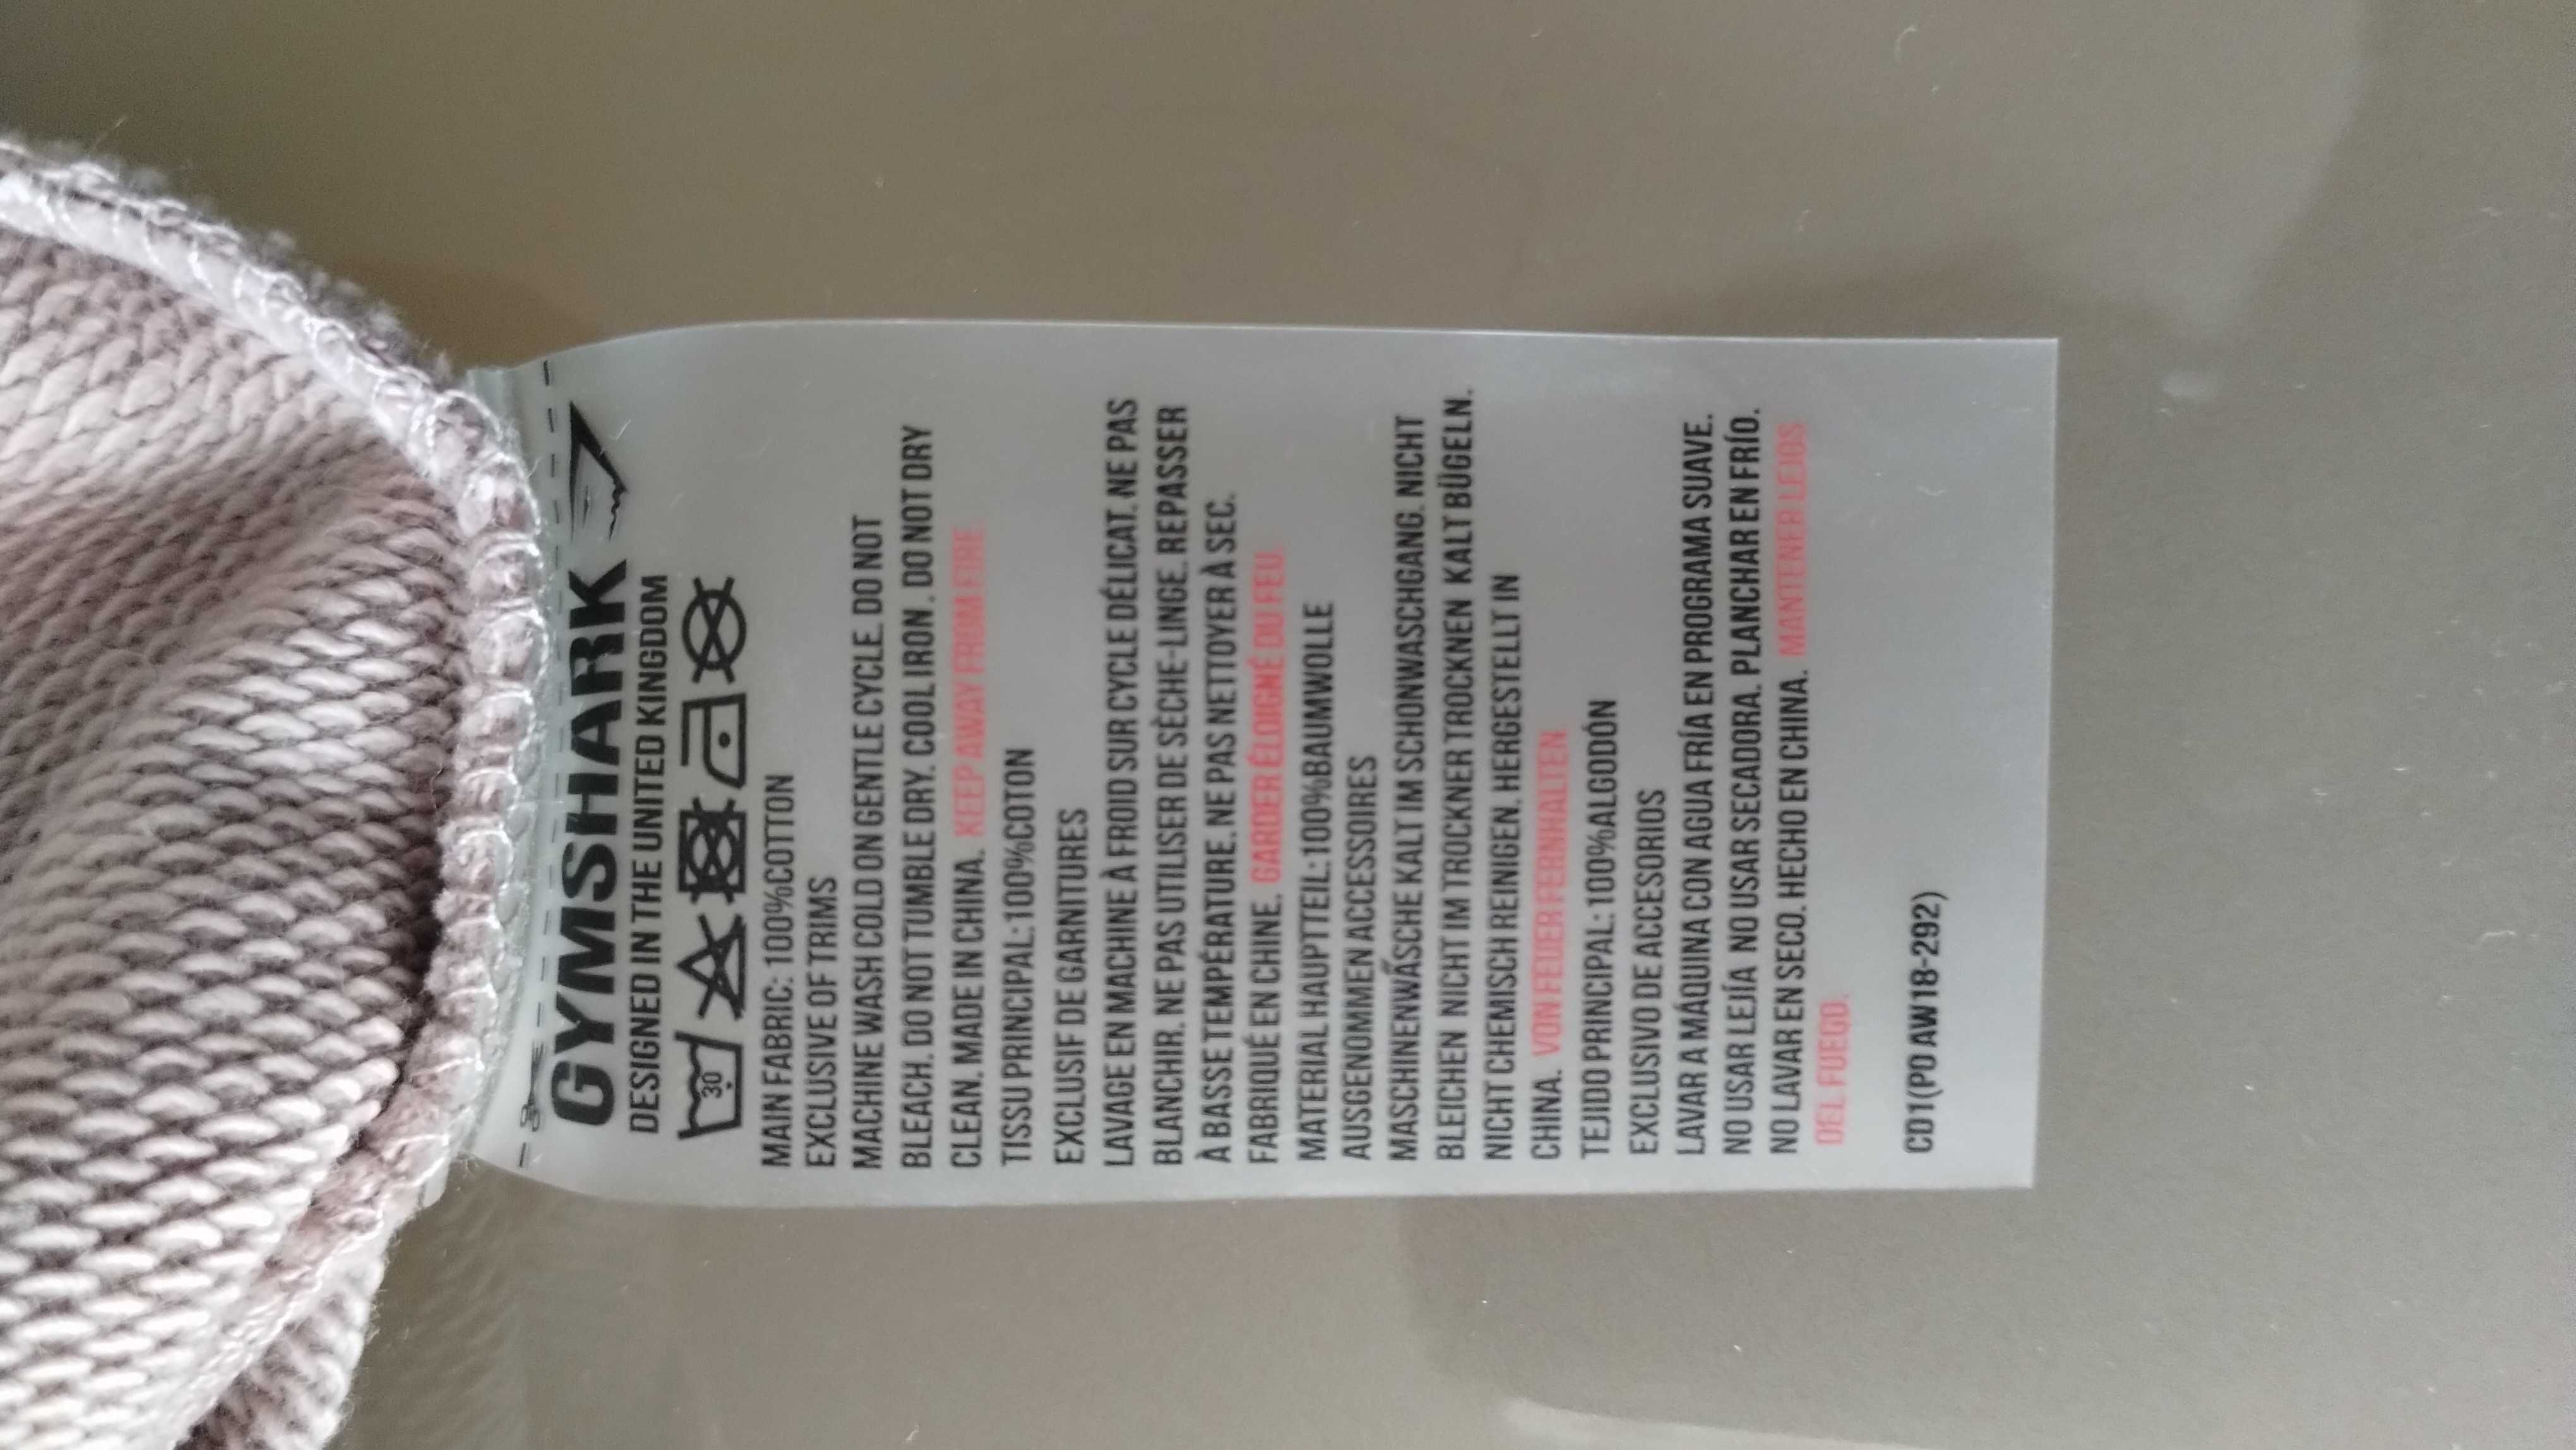 GYMSHARK
DESIGNED IN THE UNITED KINGDOM
30
MAIN FABRIC: 100%COTTON
EXCLUSIVE OF TRIMS
MACHINE WASH COLD ON GENTLE CYCLE. DO NOT
BLEACH. DO NOT TUMBLE DRY. COOL IRON . DO NOT DRY
CLEAN. MADE IN CHINA. KEEP AWAY FROM FIRE
TISSU PRINCIPAL:100%COTON
EXCLUSIF DE GARNITURES
LAVAGE EN MACHINE À FROID SUR CYCLE DÉLICAT. NE PAS
BLANCHIR. NE PAS UTILISER DE SÈCHE-LINGE. REPASSER
À BASSE TEMPÉRATURE. NE PAS NETTOYER À SEC.
FABRIQUÉ EN CHINE. GARDER ÉLOIGNÉ DU FEU
MATERIAL HAUPTTEIL:100%BAUMWOLLE
AUSGENOMMEN ACCESSOIRES
MASCHINENWÄSCHE KALT IM SCHONWASCHGANG. NICHT
BLEICHEN NICHT IM TROCKNER TROCKNEN KALT BÜGELN.
NICHT CHEMISCH REINIGEN. HERGESTELLT IN
CHINA. VON FEUER FERNHALTEN.
TEJIDO PRINCIPAL:100%ALGODÓN
EXCLUSIVO DE ACCESORIOS
LAVAR A MÁQUINA CON AGUA FRÍA EN PROGRAMA SUAVE.
NO USAR LEJÍA NO USAR SECADORA. PLANCHAR EN FRÍO.
NO LAVAR EN SECO. HECHO EN CHINA. MANTENER LEJOS
DEL FUEGO.
CD1(PO AW18-292)